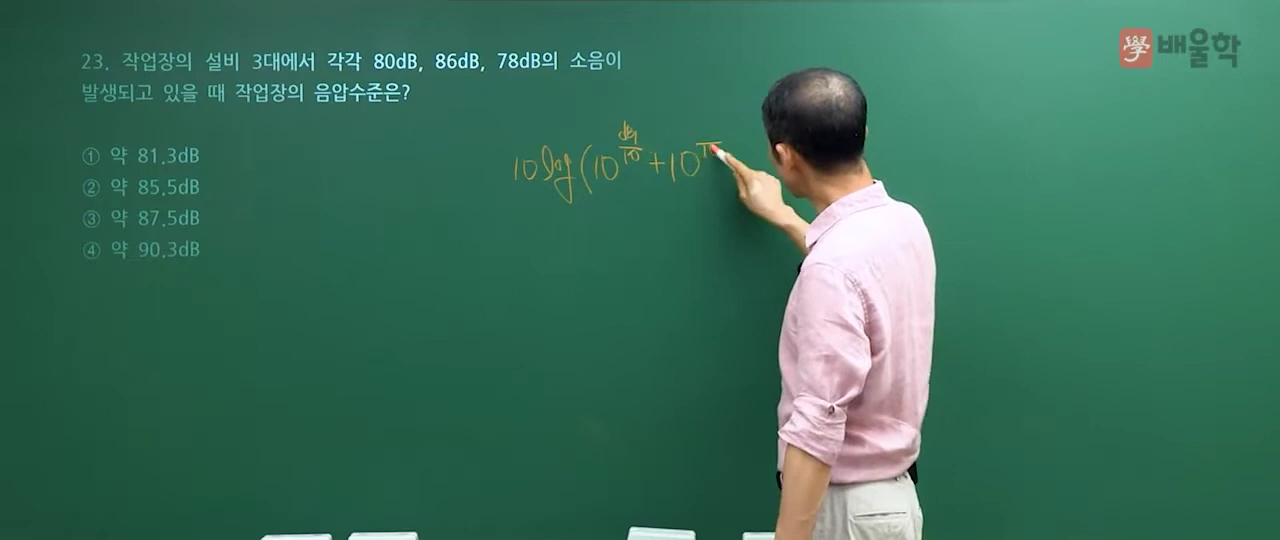 學 배울학
23. 작업장의 설비 3대에서 각각 80dB, 86dB, 78dB의 소음이
발생되고 있을 때 작업장의 음압수준은?
① 약 81.3dB
② 약 85.5dB
③ 약 87.5dB
④ 약 90.3dB
10log(10^(dB1/10) + 10